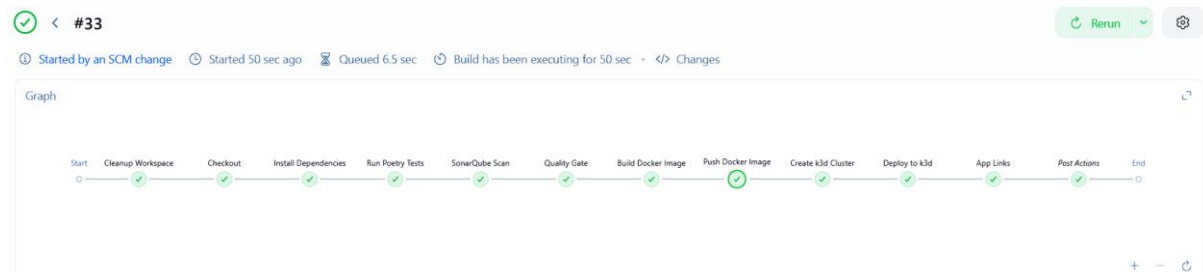 #33
Rerun
Started by an SCM change Started 50 sec ago Queued 6.5 sec Build has been executing for 50 sec - </> Changes
Graph
Start Cleanup Workspace Checkout Install Dependencies Run Poetry Tests SonarQube Scan Quality Gate Build Docker Image Push Docker Image Create k3d Cluster Deploy to k3d App Links Post Actions End